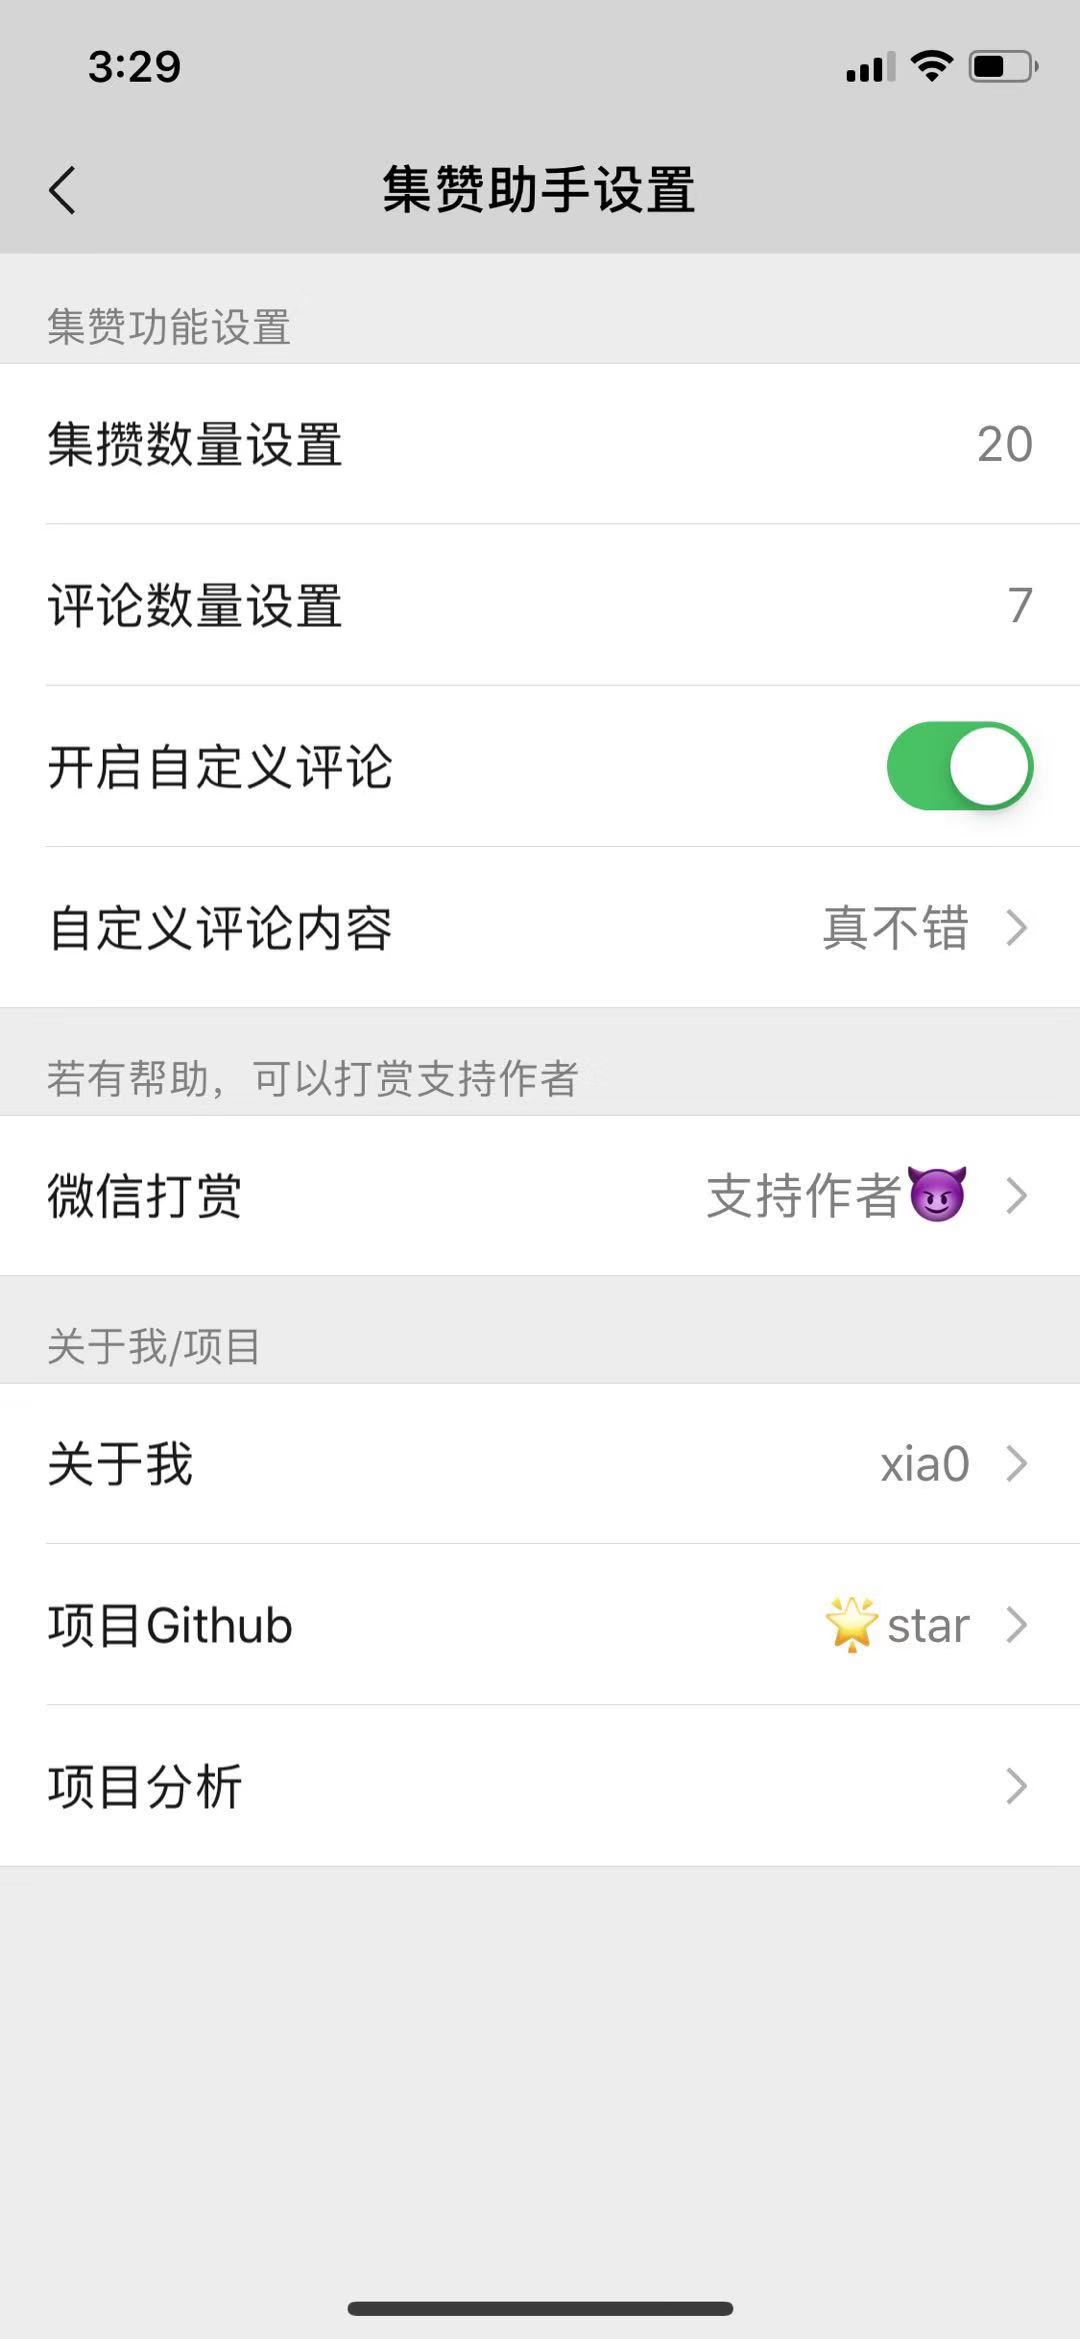 3:29
集赞助手设置
集赞功能设置
集攒数量设置 20
评论数量设置 7
开启自定义评论
自定义评论内容 真不错
若有帮助，可以打赏支持作者
微信打赏 支持作者😈
关于我/项目
关于我 xia0
项目Github 🌟star
项目分析